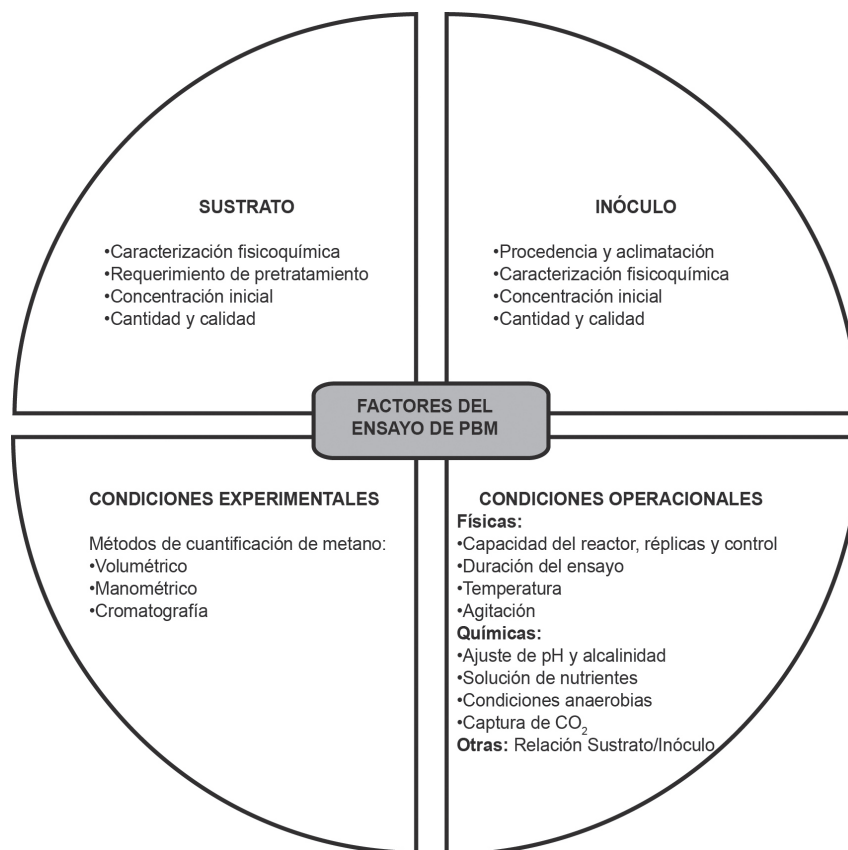 SUSTRATO
•Caracterización fisicoquímica
•Requerimiento de pretratamiento
•Concentración inicial
•Cantidad y calidad
INÓCULO
•Procedencia y aclimatación
•Caracterización fisicoquímica
•Concentración inicial
•Cantidad y calidad
FACTORES DEL
ENSAYO DE PBM
CONDICIONES EXPERIMENTALES
Métodos de cuantificación de metano:
•Volumétrico
•Manométrico
•Cromatografía
CONDICIONES OPERACIONALES
Físicas:
•Capacidad del reactor, réplicas y control
•Duración del ensayo
•Temperatura
•Agitación
Químicas:
•Ajuste de pH y alcalinidad
•Solución de nutrientes
•Condiciones anaerobias
•Captura de CO₂
Otras: Relación Sustrato/Inóculo